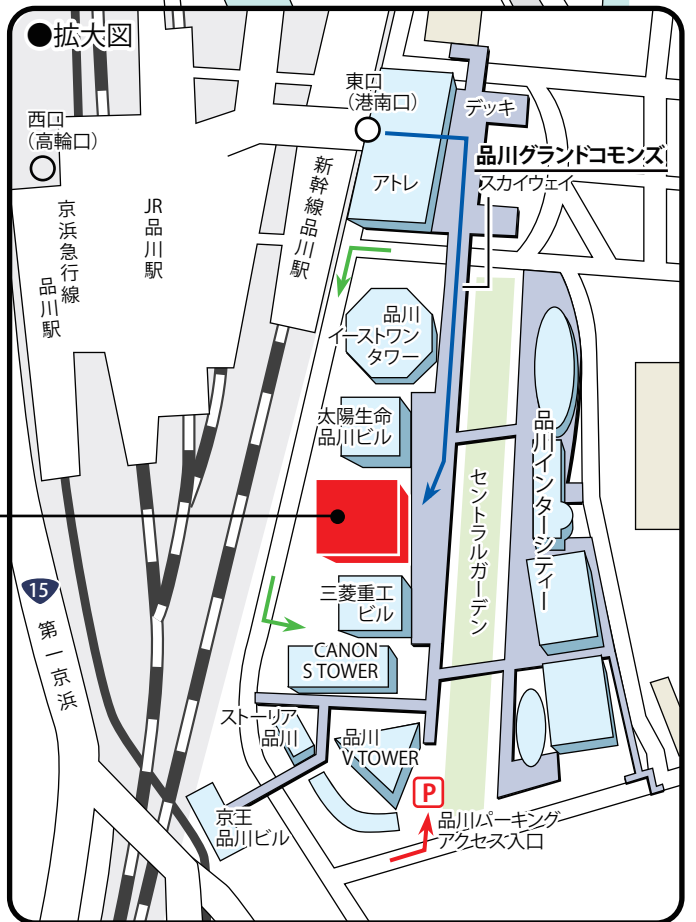 ●拡大図
東口
(港南口)
デッキ
西口
(高輪口)
品川グランドコモンズ
スカイウェイ
アトレ
新幹線品川駅
JR品川駅
京浜急行線
品川駅
品川
イーストワン
タワー
太陽生命
品川ビル
品川インターシティー
セントラルガーデン
15
第一京浜
三菱重工
ビル
CANON
S TOWER
ストーリア
品川
品川
V TOWER
P
京王
品川ビル
品川パーキング
アクセス入口